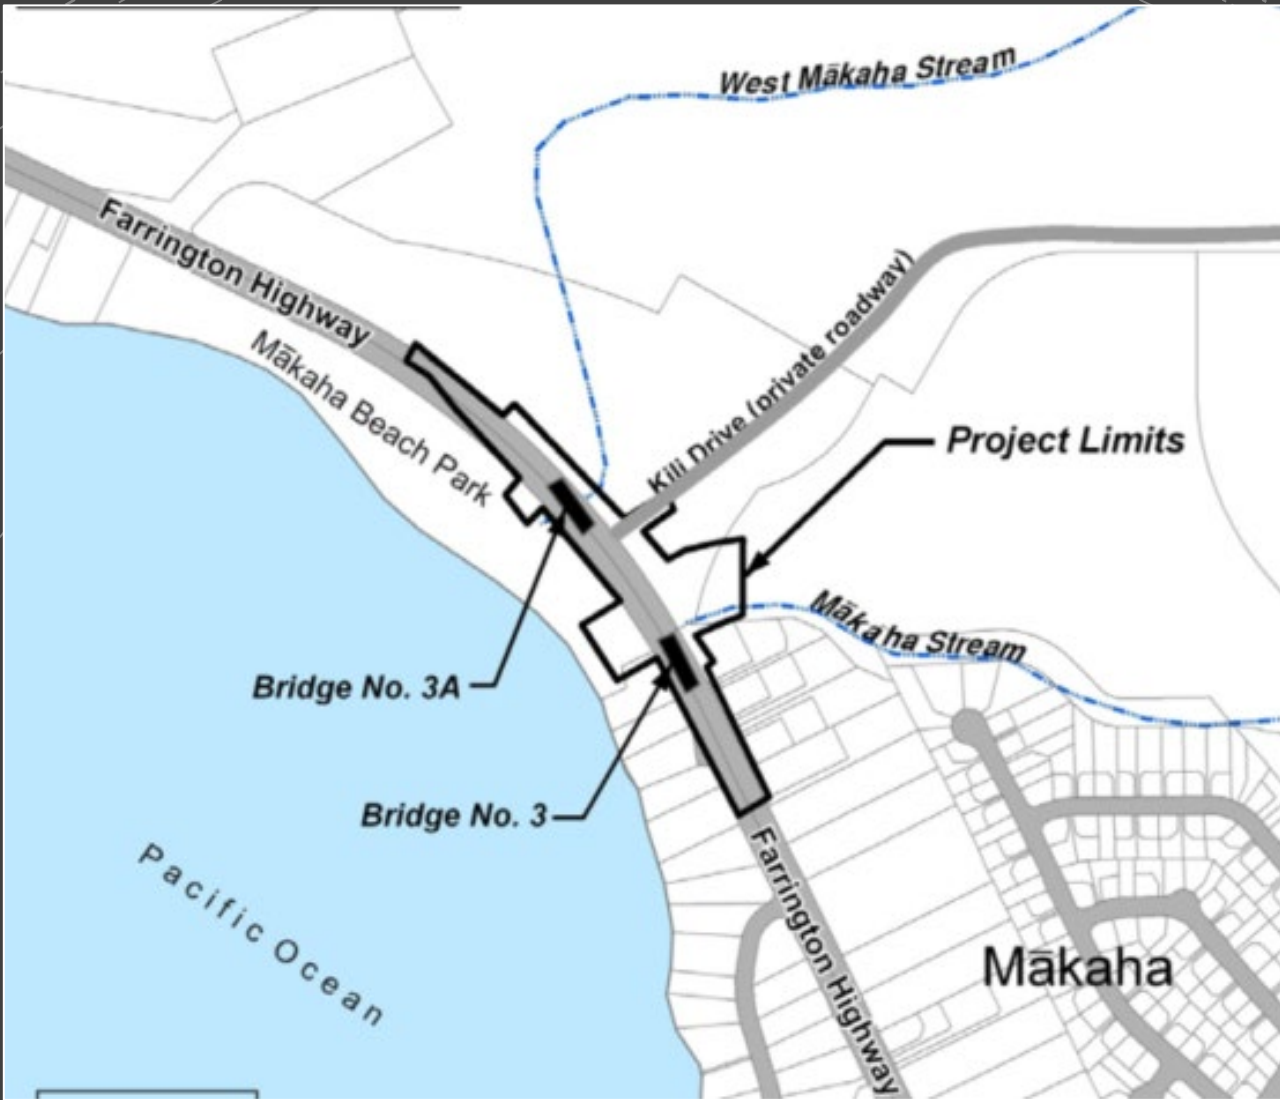 West Mākaha Stream
Farrington Highway
Mākaha Beach Park
Kili Drive (private roadway)
Project Limits
Mākaha Stream
Bridge No. 3A
Bridge No. 3
Pacific Ocean
Farrington Highway
Mākaha